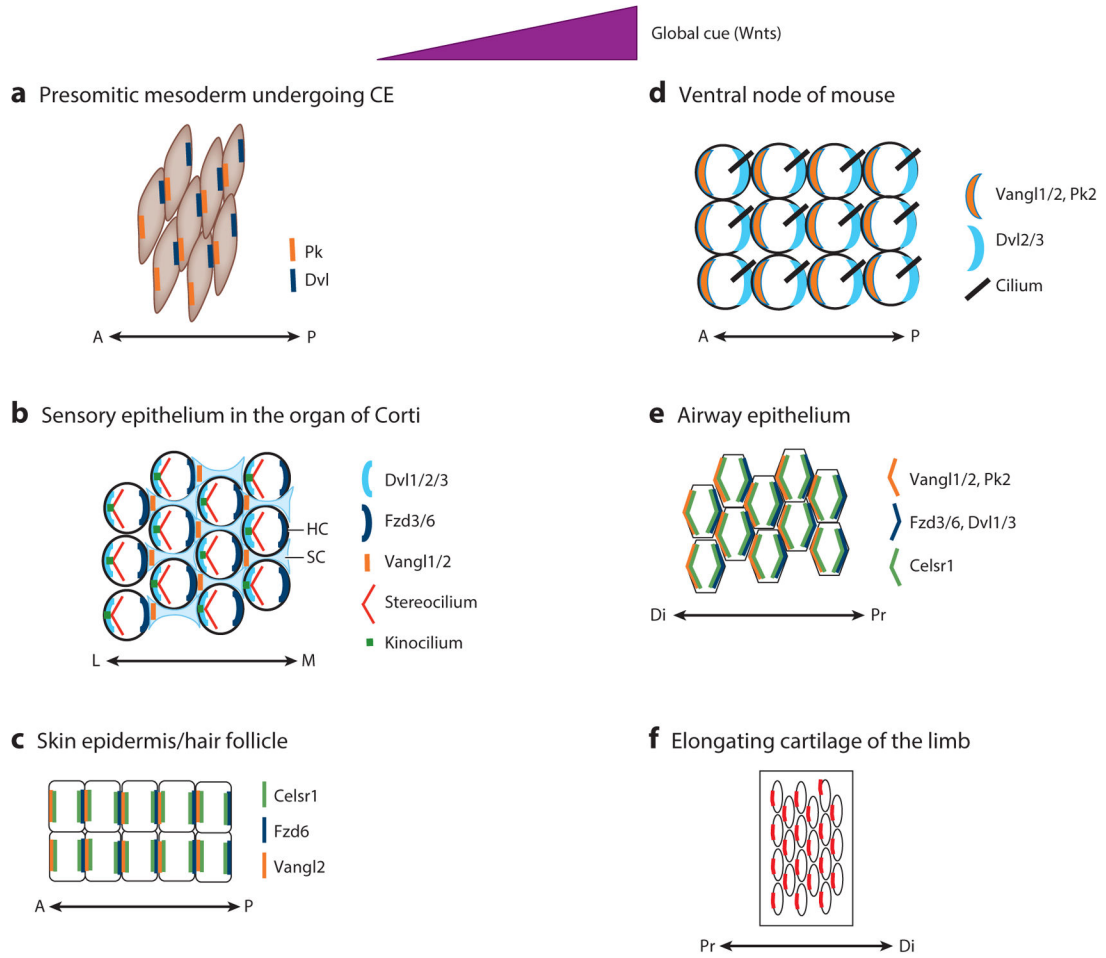 Global cue (Wnts)
a Presomitic mesoderm undergoing CE
Pk
Dvl
A P
b Sensory epithelium in the organ of Corti
Dvl1/2/3
Fzd3/6
HC
SC
Vangl1/2
Stereocilium
Kinocilium
L M
c Skin epidermis/hair follicle
Celsr1
Fzd6
Vangl2
A P
d Ventral node of mouse
Vangl1/2, Pk2
Dvl2/3
Cilium
A P
e Airway epithelium
Vangl1/2, Pk2
Fzd3/6, Dvl1/3
Celsr1
Di Pr
f Elongating cartilage of the limb
Pr Di